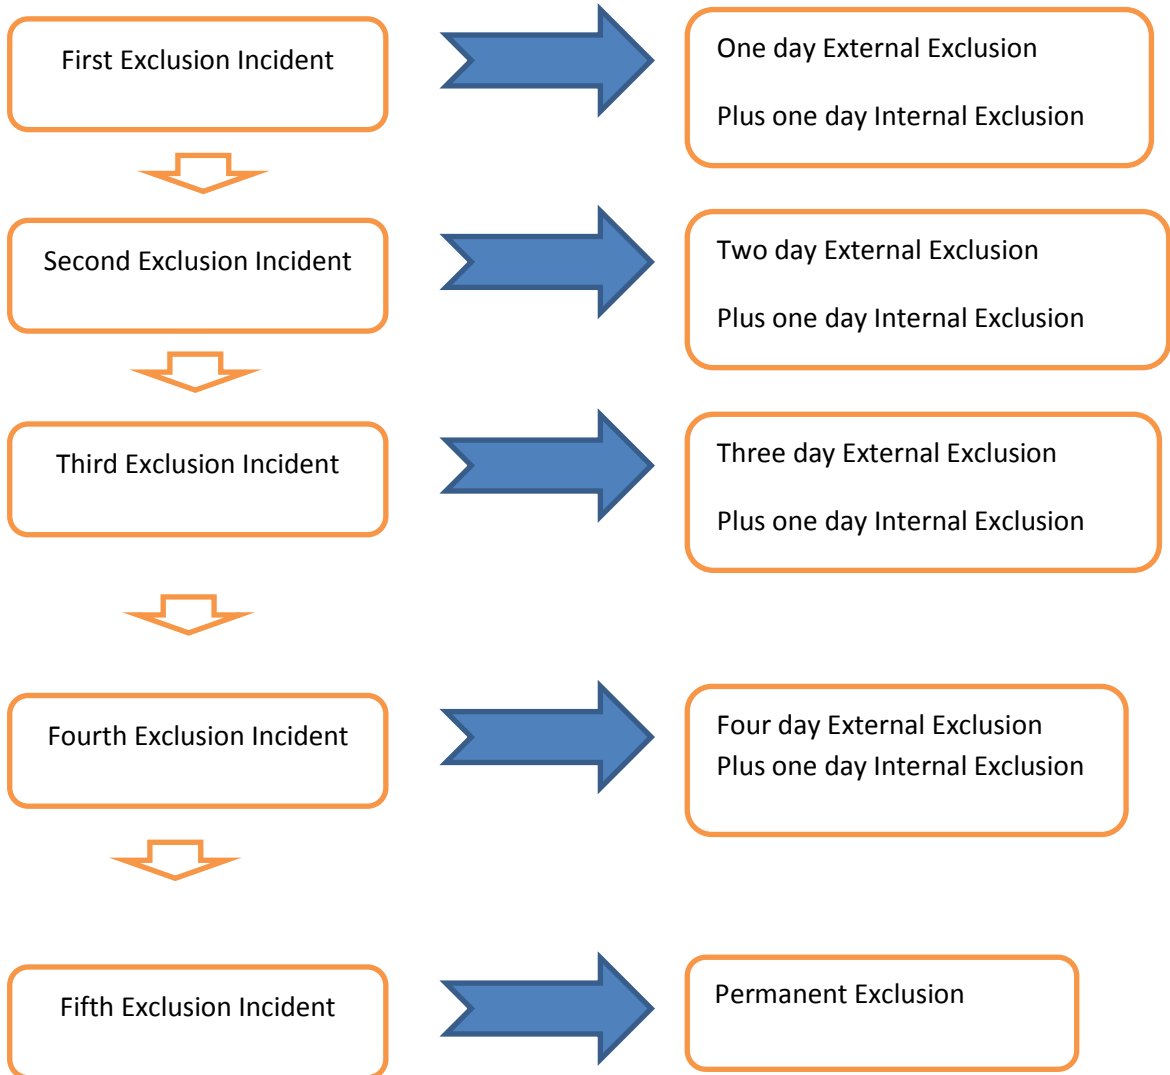 First Exclusion Incident
One day External Exclusion
Plus one day Internal Exclusion
Second Exclusion Incident
Two day External Exclusion
Plus one day Internal Exclusion
Third Exclusion Incident
Three day External Exclusion
Plus one day Internal Exclusion
Fourth Exclusion Incident
Four day External Exclusion
Plus one day Internal Exclusion
Fifth Exclusion Incident
Permanent Exclusion